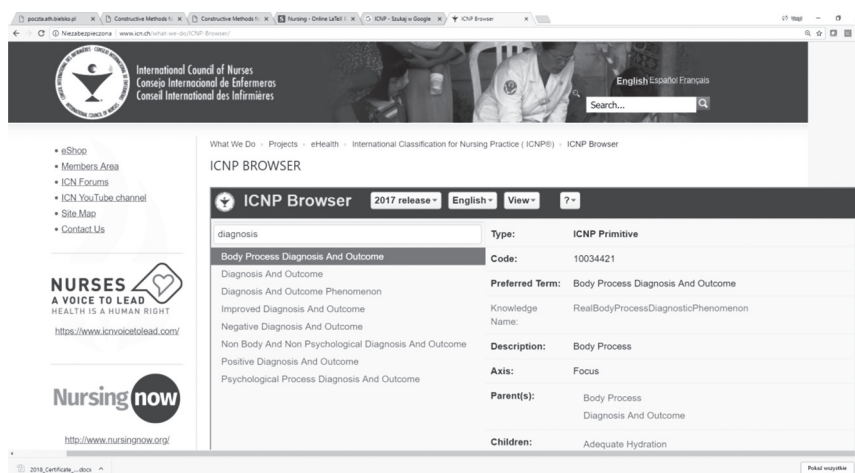 poczta.ath.bielsko.pl
Constructive Methods fo
Constructive Methods fo
Nursing - Online LaTeX E
ICNP - Szukaj w Google
ICNP Browser
Niezabezpieczona | www.icn.ch/what-we-do/ICNP-Browser/
International Council of Nurses
Consejo Internacional de Enfermeras
Conseil International des Infirmières
English Español Français
Search...
What We Do › Projects › eHealth › International Classification for Nursing Practice ( ICNP®) › ICNP Browser
ICNP BROWSER
• eShop
• Members Area
• ICN Forums
• ICN YouTube channel
• Site Map
• Contact Us
NURSES
A VOICE TO LEAD
HEALTH IS A HUMAN RIGHT
https://www.icnvoicetolead.com/
Nursing now
http://www.nursingnow.org/
ICNP Browser 2017 release English View ?
diagnosis
Body Process Diagnosis And Outcome
Diagnosis And Outcome
Diagnosis And Outcome Phenomenon
Improved Diagnosis And Outcome
Negative Diagnosis And Outcome
Non Body And Non Psychological Diagnosis And Outcome
Positive Diagnosis And Outcome
Psychological Process Diagnosis And Outcome
Type: ICNP Primitive
Code: 10034421
Preferred Term: Body Process Diagnosis And Outcome
Knowledge Name: RealBodyProcessDiagnosticPhenomenon
Description: Body Process
Axis: Focus
Parent(s): Body Process
Diagnosis And Outcome
Children: Adequate Hydration
2018_Certificate_....docx
Pokaż wszystkie